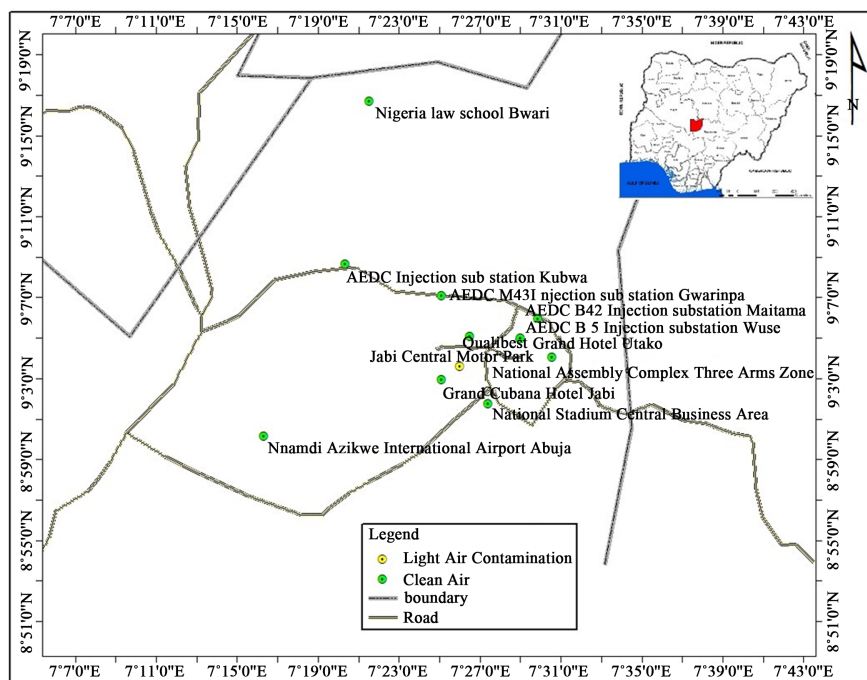 7°7'0"E 7°11'0"E 7°15'0"E 7°19'0"E 7°23'0"E 7°27'0"E 7°31'0"E 7°35'0"E 7°39'0"E 7°43'0"E
9°19'0"N
9°15'0"N
9°11'0"N
9°7'0"N
9°3'0"N
8°59'0"N
8°55'0"N
8°51'0"N
NIGER REPUBLIC
GULF OF GUINEA
N
Nigeria law school Bwari
AEDC Injection sub station Kubwa
AEDC M43I njection sub station Gwarinpa
AEDC B42 Injection substation Maitama
AEDC B 5 Injection substation Wuse
Qualibest Grand Hotel Utako
Jabi Central Motor Park
National Assembly Complex Three Arms Zone
Grand Cubana Hotel Jabi
National Stadium Central Business Area
Nnamdi Azikwe International Airport Abuja
Legend
Light Air Contamination
Clean Air
boundary
Road
9°19'0"N
9°15'0"N
9°11'0"N
9°7'0"N
9°3'0"N
8°59'0"N
8°55'0"N
8°51'0"N
7°7'0"E 7°11'0"E 7°15'0"E 7°19'0"E 7°23'0"E 7°27'0"E 7°31'0"E 7°35'0"E 7°39'0"E 7°43'0"E